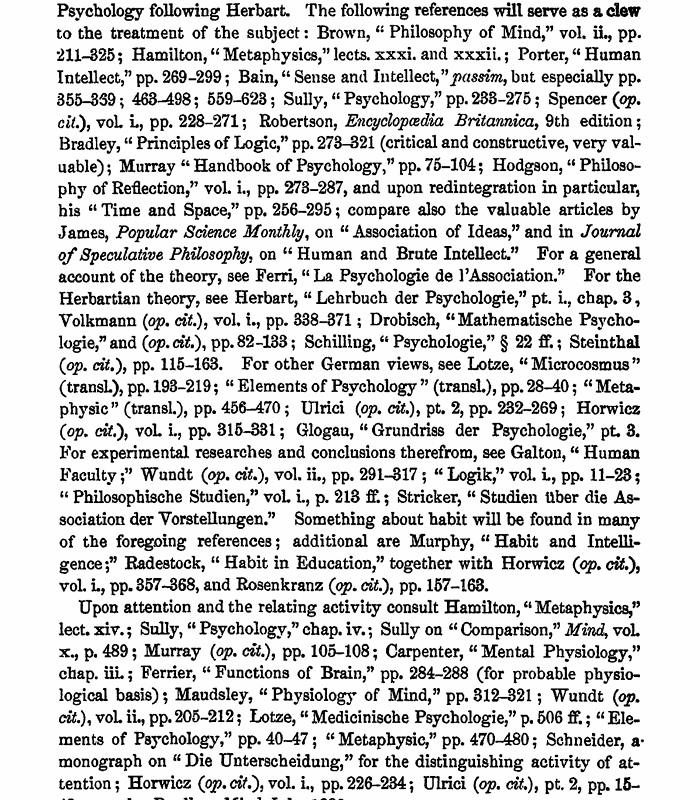 Psychology following Herbart. The following references will serve as a clew
to the treatment of the subject: Brown, “ Philosophy of Mind,” vol. ii., pp.
211–325; Hamilton, “ Metaphysics,” lects. xxxi. and xxxii.; Porter, “ Human
Intellect,” pp. 269–299; Bain, “ Sense and Intellect,” passim, but especially pp.
355–359; 463–498; 559–623; Sully, “ Psychology,” pp. 233–275; Spencer (op.
cit.), vol. i., pp. 228–271; Robertson, Encyclopædia Britannica, 9th edition;
Bradley, “ Principles of Logic,” pp. 273–321 (critical and constructive, very val-
uable); Murray “ Handbook of Psychology,” pp. 75–104; Hodgson, “ Philoso-
phy of Reflection,” vol. i., pp. 273–287, and upon redintegration in particular,
his “ Time and Space,” pp. 256–295; compare also the valuable articles by
James, Popular Science Monthly, on “ Association of Ideas,” and in Journal
of Speculative Philosophy, on “ Human and Brute Intellect.” For a general
account of the theory, see Ferri, “ La Psychologie de l’Association.” For the
Herbartian theory, see Herbart, “ Lehrbuch der Psychologie,” pt. i., chap. 3,
Volkmann (op. cit.), vol. i., pp. 338–371; Drobisch, “Mathematische Psycho-
logie,” and (op. cit.), pp. 82–133; Schilling, “ Psychologie,” § 22 ff.; Steinthal
(op. cit.), pp. 115–163. For other German views, see Lotze, “ Microcosmus”
(transl.), pp. 193–219; “ Elements of Psychology ” (transl.), pp. 28–40; “ Meta-
physic” (transl.), pp. 456–470; Ulrici (op. cit.), pt. 2, pp. 232–269; Horwicz
(op. cit.), vol. i., pp. 315–331; Glogau, “ Grundriss der Psychologie,” pt. 3.
For experimental researches and conclusions therefrom, see Galton, “ Human
Faculty;” Wundt (op. cit.), vol. ii., pp. 291–317; “ Logik,” vol. i., pp. 11–23;
“ Philosophische Studien,” vol. i., p. 213 ff.; Stricker, “ Studien über die As-
sociation der Vorstellungen.” Something about habit will be found in many
of the foregoing references; additional are Murphy, “ Habit and Intelli-
gence;” Radestock, “ Habit in Education,” together with Horwicz (op. cit.),
vol. i., pp. 357–368, and Rosenkranz (op. cit.), pp. 157–163.
Upon attention and the relating activity consult Hamilton, “ Metaphysics,”
lect. xiv.; Sully, “ Psychology,” chap. iv.; Sully on “ Comparison,” Mind, vol.
x., p. 489; Murray (op. cit.), pp. 105–108; Carpenter, “ Mental Physiology,”
chap. iii.; Ferrier, “ Functions of Brain,” pp. 284–288 (for probable physio-
logical basis); Maudsley, “ Physiology of Mind,” pp. 312–321; Wundt (op.
cit.), vol. ii., pp. 205–212; Lotze, “ Medicinische Psychologie,” p. 506 ff.; “ Ele-
ments of Psychology,” pp. 40–47; “ Metaphysic,” pp. 470–480; Schneider, a
monograph on “ Die Unterscheidung,” for the distinguishing activity of at-
tention; Horwicz (op. cit.), vol. i., pp. 226–234; Ulrici (op. cit.), pt. 2, pp. 15–